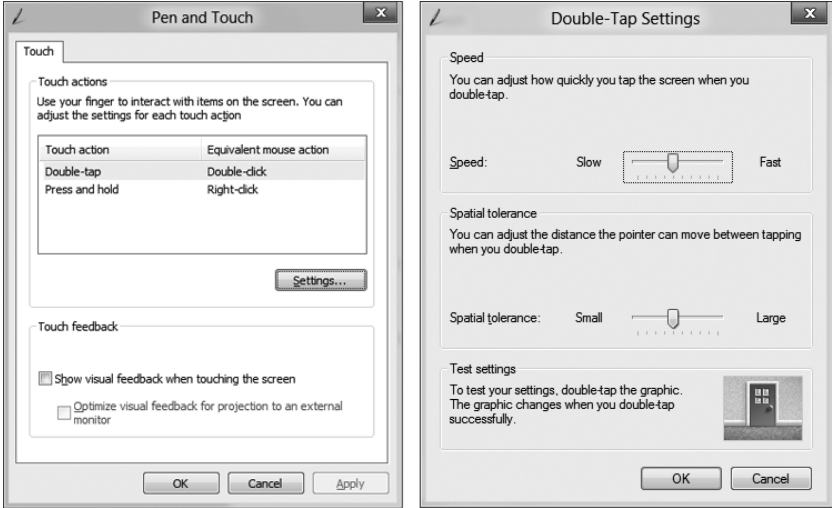 Pen and Touch
Touch
Touch actions
Use your finger to interact with items on the screen. You can
adjust the settings for each touch action
Touch action Equivalent mouse action
Double-tap Double-click
Press and hold Right-click
Settings...
Touch feedback
Show visual feedback when touching the screen
Optimize visual feedback for projection to an external
monitor
OK Cancel Apply
Double-Tap Settings
Speed
You can adjust how quickly you tap the screen when you
double-tap.
Speed: Slow Fast
Spatial tolerance
You can adjust the distance the pointer can move between tapping
when you double-tap.
Spatial tolerance: Small Large
Test settings
To test your settings, double-tap the graphic.
The graphic changes when you double-tap
successfully.
OK Cancel